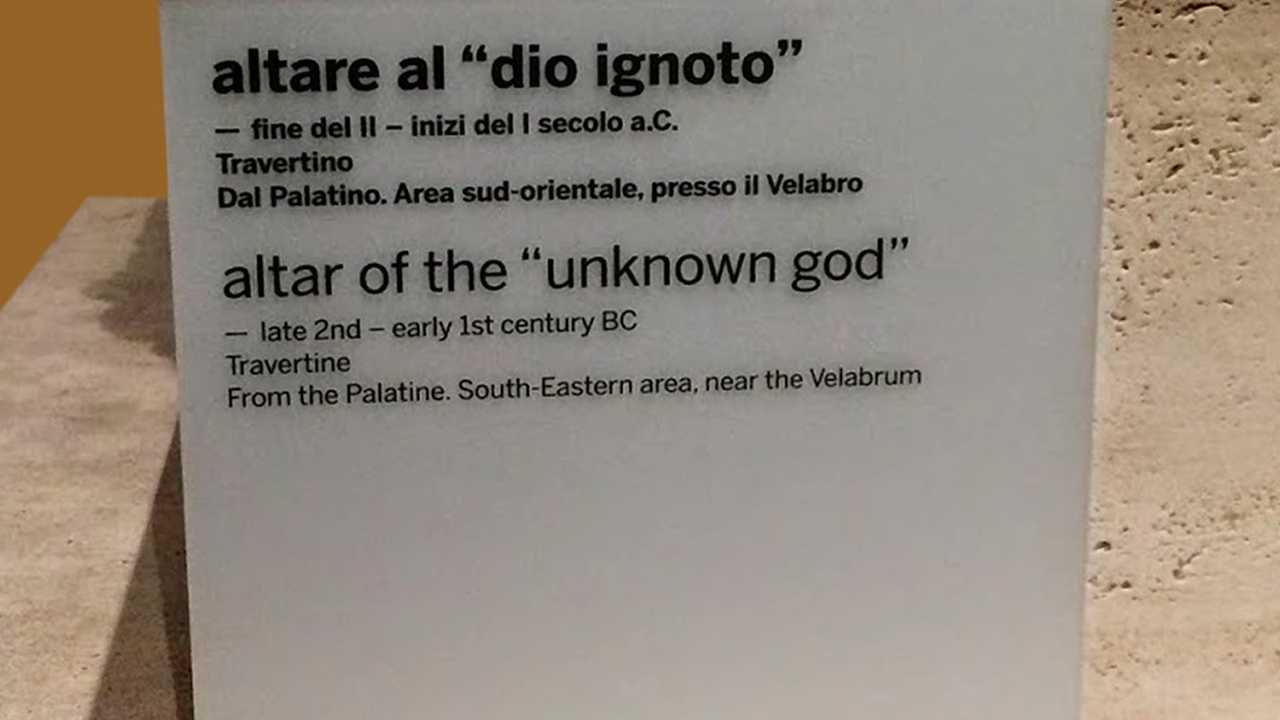 altare al “dio ignoto”
— fine del II – inizi del I secolo a.C.
Travertino
Dal Palatino. Area sud-orientale, presso il Velabro
altar of the “unknown god”
— late 2nd – early 1st century BC
Travertine
From the Palatine. South-Eastern area, near the Velabrum